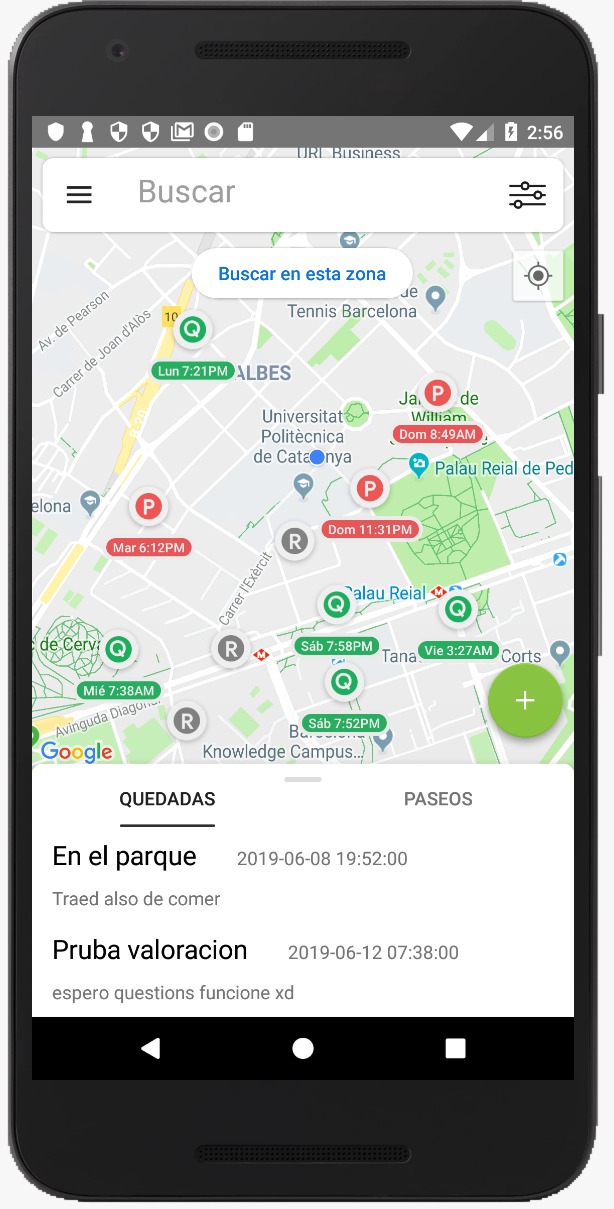 2:56
URL Business
Buscar
Buscar en esta zona
de
Tennis Barcelona
Av. de Pearson
Carrer de Joan d'Alòs
10
Q
Lun 7:21PM
ALBES
B-20
P
Jardins de
William
Dom 8:49AM
Universitat
Politècnica
de Catalunya
Palau Reial de Ped
elona
P
Dom 11:31PM
P
Mar 6:12PM
R
Carrer l'Exèrcit
Palau Reial
Q
Sáb 7:58PM
Q
Vie 3:27AM
c de Cerva
Q
Mié 7:38AM
R
Tana
Corts
Q
Sáb 7:52PM
+
Avinguda Diagonal
R
Barcelona
Knowledge Campus...
Google
QUEDADAS
PASEOS
En el parque 2019-06-08 19:52:00
Traed also de comer
Pruba valoracion 2019-06-12 07:38:00
espero questions funcione xd